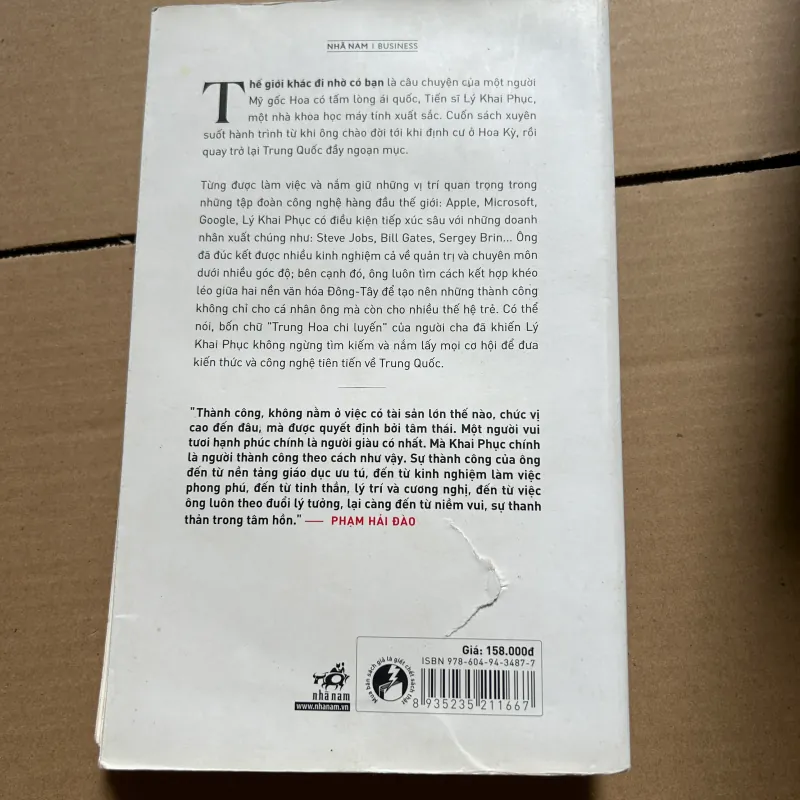 NHÃ NAM | BUSINESS
Thế giới khác đi nhờ có bạn là câu chuyện của một người
Mỹ gốc Hoa có tấm lòng ái quốc, Tiến sĩ Lý Khai Phục,
một nhà khoa học máy tính xuất sắc. Cuốn sách xuyên
suốt hành trình từ khi ông chào đời tới khi định cư ở Hoa Kỳ, rồi
quay trở lại Trung Quốc đầy ngoạn mục.
Từng được làm việc và nắm giữ những vị trí quan trọng trong
những tập đoàn công nghệ hàng đầu thế giới: Apple, Microsoft,
Google, Lý Khai Phục có điều kiện tiếp xúc sâu với những doanh
nhân xuất chúng như: Steve Jobs, Bill Gates, Sergey Brin... Ông
đã đúc kết được nhiều kinh nghiệm cả về quản trị và chuyên môn
dưới nhiều góc độ; bên cạnh đó, ông luôn tìm cách kết hợp khéo
léo giữa hai nền văn hóa Đông-Tây để tạo nên những thành công
không chỉ cho cá nhân ông mà còn cho nhiều thế hệ trẻ. Có thể
nói, bốn chữ "Trung Hoa chi luyến" của người cha đã khiến Lý
Khai Phục không ngừng tìm kiếm và nắm lấy mọi cơ hội để đưa
kiến thức và công nghệ tiên tiến về Trung Quốc.
"Thành công, không nằm ở việc có tài sản lớn thế nào, chức vị
cao đến đâu, mà được quyết định bởi tâm thái. Một người vui
tươi hạnh phúc chính là người giàu có nhất. Mà Khai Phục chính
là người thành công theo cách như vậy. Sự thành công của ông
đến từ nền tảng giáo dục ưu tú, đến từ kinh nghiệm làm việc
phong phú, đến từ tinh thần, lý trí và cương nghị, đến từ việc
ông luôn theo đuổi lý tưởng, lại càng đến từ niềm vui, sự thanh
thản trong tâm hồn." — PHẠM HẢI ĐÀO
Giá: 158.000đ
ISBN 978-604-94-3487-7
Mua bán sách giả là giết chết sách thật
8 935235 211667
nhã nam
www.nhanam.vn